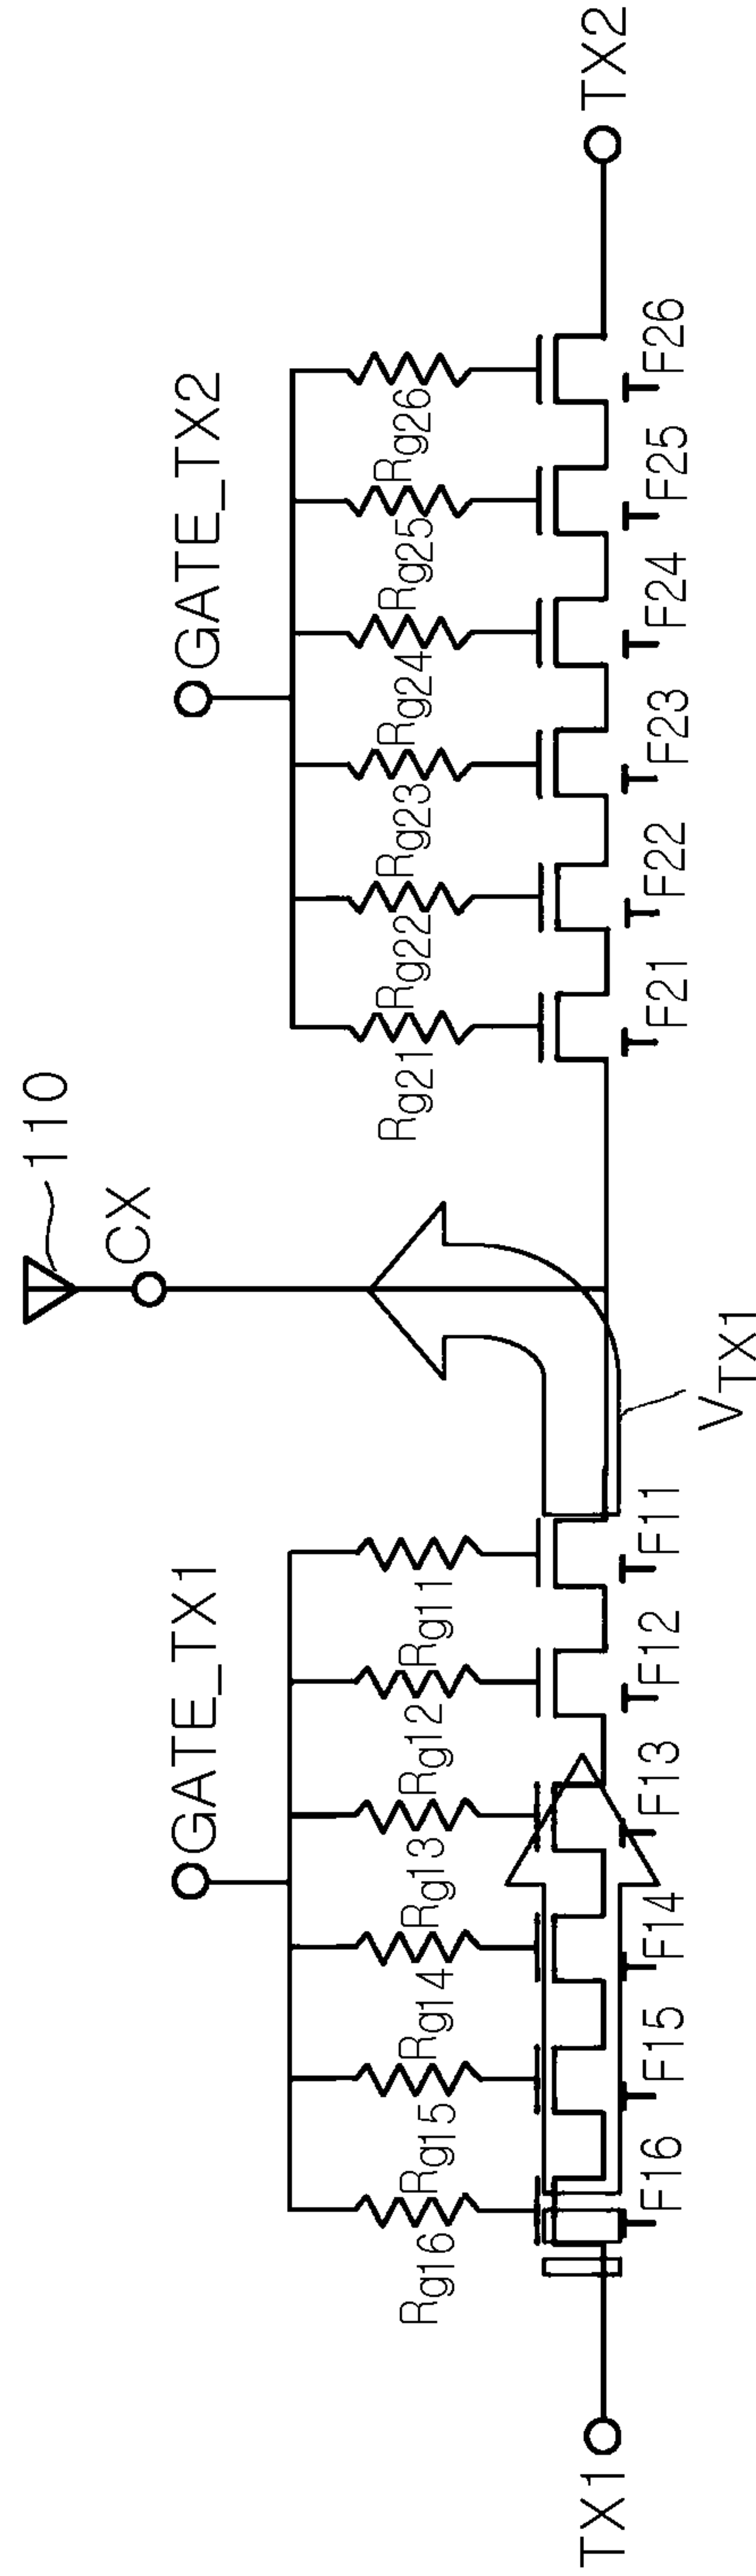 110
CX
GATE_TX1
GATE_TX2
Rg16
Rg15
Rg14
Rg13
Rg12
Rg11
Rg21
Rg22
Rg23
Rg24
Rg25
Rg26
TX1
F16
F15
F14
F13
F12
F11
VTX1
F21
F22
F23
F24
F25
F26
TX2